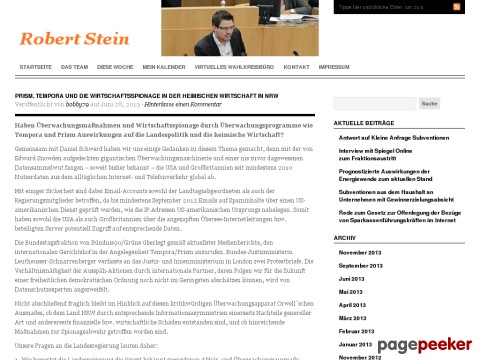 Tippe hier und drücke Enter, um zu s
Robert Stein
STARTSEITE DAS TEAM DIESE WOCHE MEIN KALENDER VIRTUELLES WAHLKREISBÜRO KONTAKT IMPRESSUM
PRISM, TEMPORA UND DIE WIRTSCHAFTSSPIONAGE IN DER HEIMISCHEN WIRTSCHAFT IN NRW
Veröffentlicht von bobby79 auf Juni 28, 2013 · Hinterlasse einen Kommentar
Haben Überwachungsmaßnahmen und Wirtschaftsspionage durch Überwachungsprogramme wie
Tempora und Prism Auswirkungen auf die Landespolitik und die heimische Wirtschaft?
Gemeinsam mit Daniel Schwerd haben wir uns einige Gedanken zu diesem Thema gemacht, denn mit der von
Edward Snowden aufgedeckten gigantischen Überwachungsmaschinerie und einer nie zuvor dagewesenen
Datensammelwut fangen – soweit bisher bekannt – die USA und Großbritannien seit mindestens 2010
Nutzerdaten aus dem alltäglichen Internet- und Telefonverkehr global ab.
Mit einiger Sicherheit sind dabei Email-Accounts sowohl der Landtagsabgeordneten als auch der
Regierungsmitglieder betroffen, da bis mindestens September 2012 Emails auf Spaminhalte über einen US-
amerikanischen Dienst geprüft werden, wie die IP-Adressen US-amerikanischen Ursprungs nahelegen. Somit
haben sowohl die USA als auch Großbritannien über die angezapften Übersee-Internetleitungen bzw.
beteiligten Server potentiell Zugriff auf entsprechende Daten.
Die Bundestagsfraktion von Bündnis90/Grüne überlegt gemäß aktuellster Medienberichte, den
internationalen Gerichtshof in der Angelegenheit Tempora/Prism anzurufen. Bundes-Justizministerin
Leutheusser-Schnarrenberger verfasste an das Justiz- und Innenministerium in London zwei Protestbriefe. Die
Verhältnismäßigkeit der Ausspäh-Aktionen durch internationale Partner, deren Folgen wir für die Zukunft
einer freiheitlichen demokratischen Ordnung noch nicht im Geringsten abschätzen können, wird von
Datenschutzexperten angezweifelt.
Nicht abschließend fraglich bleibt im Hinblick auf diesen kritikwürdigen Überwachungsapparat Orwell´schen
Ausmaßes, ob dem Land NRW durch entsprechende Informationsasymmetrien einerseits Nachteile genereller
Art und andererseits finanzielle bzw. wirtschaftliche Schäden entstanden sind, und ob hinreichende
Maßnahmen zur Spionageabwehr getroffen worden sind.
Unsere Fragen an die Landesregierung lauten daher:
Suche
AKTUELLE BEITRÄGE
Antwort auf Kleine Anfrage Subventionen
Interview mit Spiegel Online
zum Fraktionsaustritt
Prognostizierte Auswirkungen der
Energiewende zum aktuellen Stand
Subventionen aus dem Haushalt an
Unternehmen mit Gewinnerzielungsabsicht
Rede zum Gesetz zur Offenlegung der Bezüge
von Sparkassenführungskräften im Internet
ARCHIV
November 2013
September 2013
Juni 2013
Mai 2013
April 2013
März 2013
Februar 2013
Januar 2013
November 2012
Oktober 2012
pagepeeker